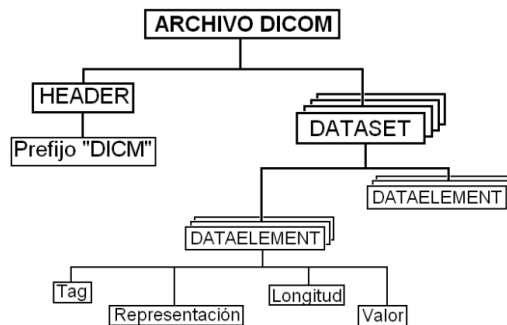 ARCHIVO DICOM
HEADER
Prefijo "DICM"
DATASET
DATAELEMENT
DATAELEMENT
Tag
Representación
Longitud
Valor